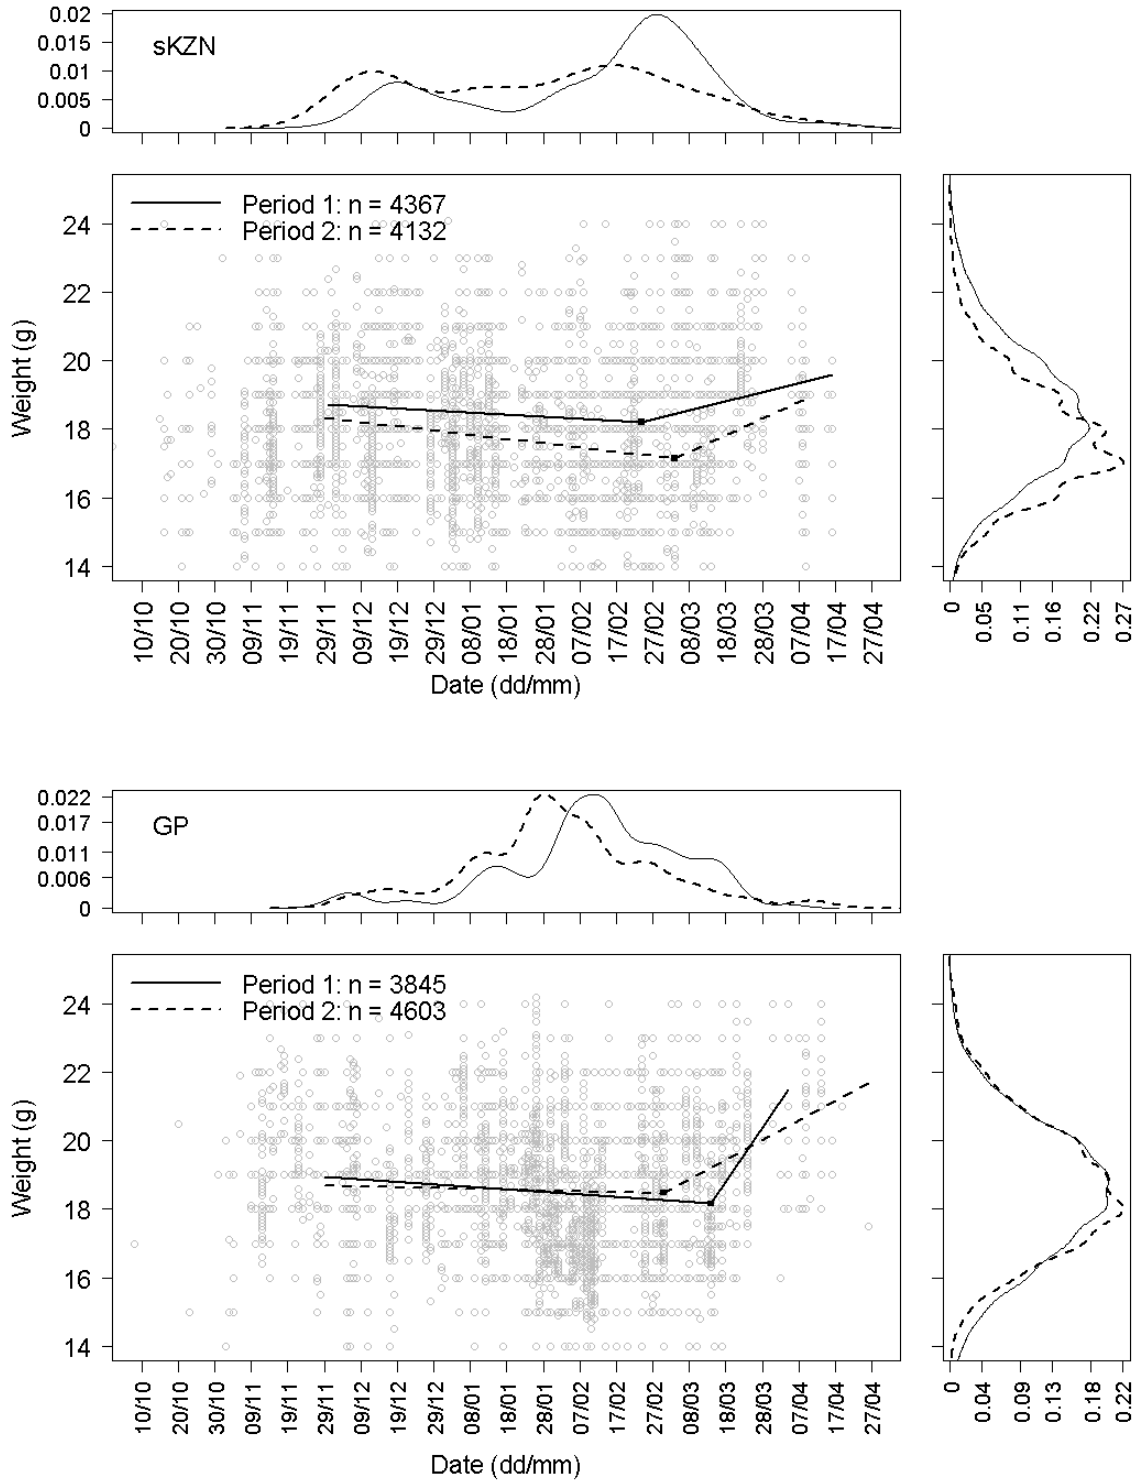 0.02
0.015
0.01
0.005
0
sKZN
Period 1: n = 4367
Period 2: n = 4132
24
22
20
18
16
14
Weight (g)
10/10 20/10 30/10 09/11 19/11 29/11 09/12 19/12 29/12 08/01 18/01 28/01 07/02 17/02 27/02 08/03 18/03 28/03 07/04 17/04 27/04
Date (dd/mm)
0 0.05 0.11 0.16 0.22 0.27
0.022
0.017
0.011
0.006
0
GP
Period 1: n = 3845
Period 2: n = 4603
24
22
20
18
16
14
Weight (g)
10/10 20/10 30/10 09/11 19/11 29/11 09/12 19/12 29/12 08/01 18/01 28/01 07/02 17/02 27/02 08/03 18/03 28/03 07/04 17/04 27/04
Date (dd/mm)
0 0.04 0.09 0.13 0.18 0.22